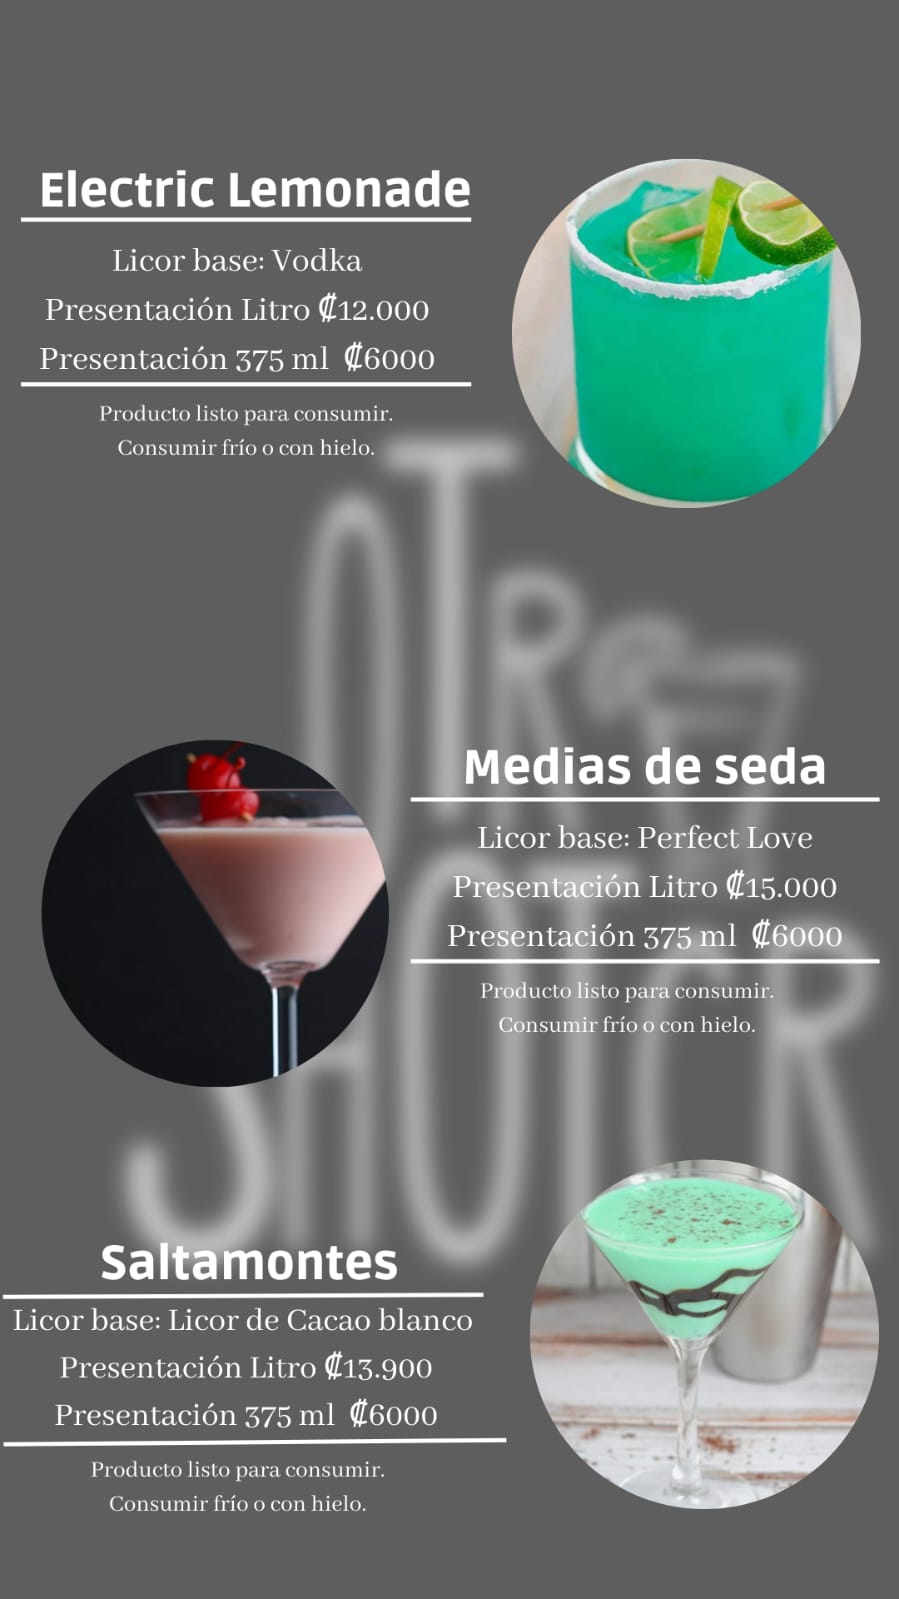 Electric Lemonade
Licor base: Vodka
Presentación Litro ₡12.000
Presentación 375 ml ₡6000
Producto listo para consumir.
Consumir frío o con hielo.
OTR@
SHOTCR
Medias de seda
Licor base: Perfect Love
Presentación Litro ₡15.000
Presentación 375 ml ₡6000
Producto listo para consumir.
Consumir frío o con hielo.
Saltamontes
Licor base: Licor de Cacao blanco
Presentación Litro ₡13.900
Presentación 375 ml ₡6000
Producto listo para consumir.
Consumir frío o con hielo.